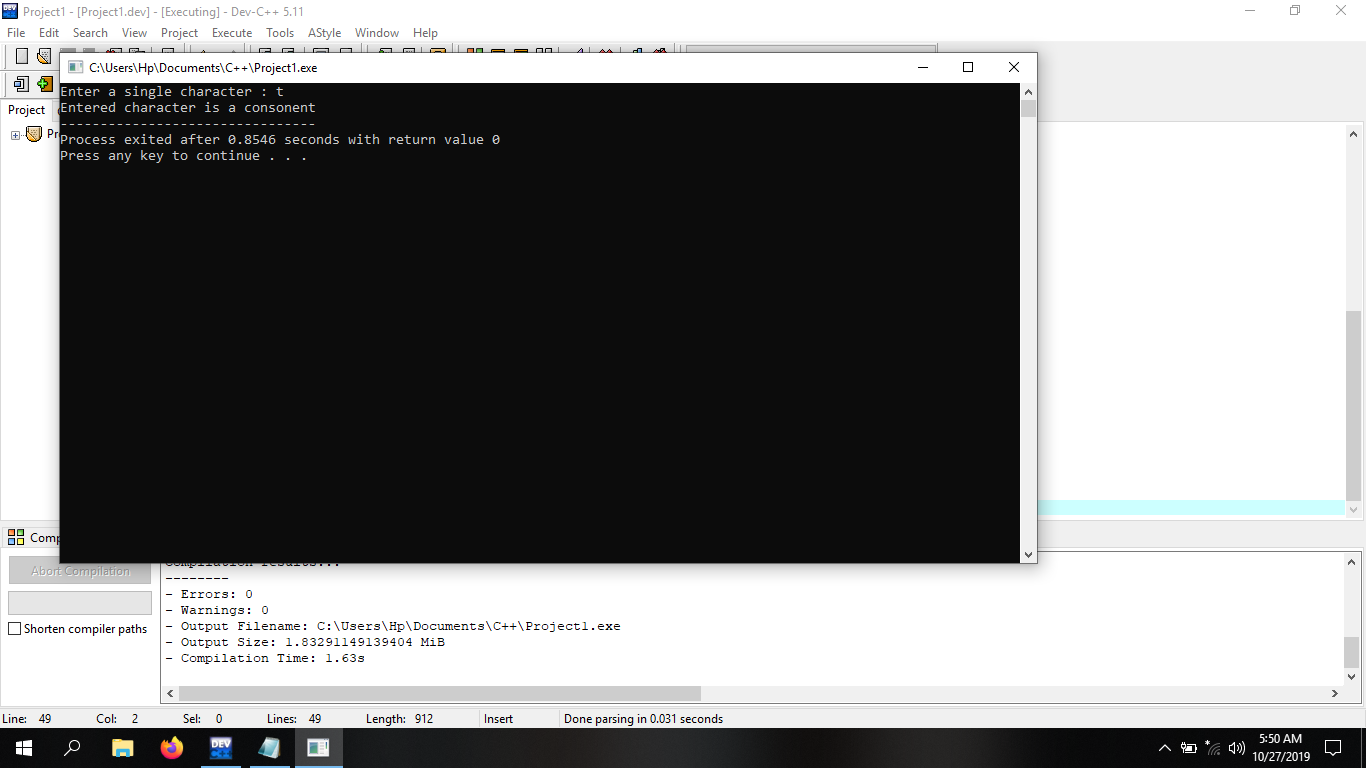 Project1 - [Project1.dev] - [Executing] - Dev-C++ 5.11
File Edit Search View Project Execute Tools AStyle Window Help
C:\Users\Hp\Documents\C++\Project1.exe
Enter a single character : t
Entered character is a consonent
--------------------------------
Process exited after 0.8546 seconds with return value 0
Press any key to continue . . .
Project
Abort Compilation
Shorten compiler paths
Compilation results...
--------
- Errors: 0
- Warnings: 0
- Output Filename: C:\Users\Hp\Documents\C++\Project1.exe
- Output Size: 1.83291149139404 MiB
- Compilation Time: 1.63s
Line: 49 Col: 2 Sel: 0 Lines: 49 Length: 912 Insert Done parsing in 0.031 seconds
DEV C++
5:50 AM
10/27/2019